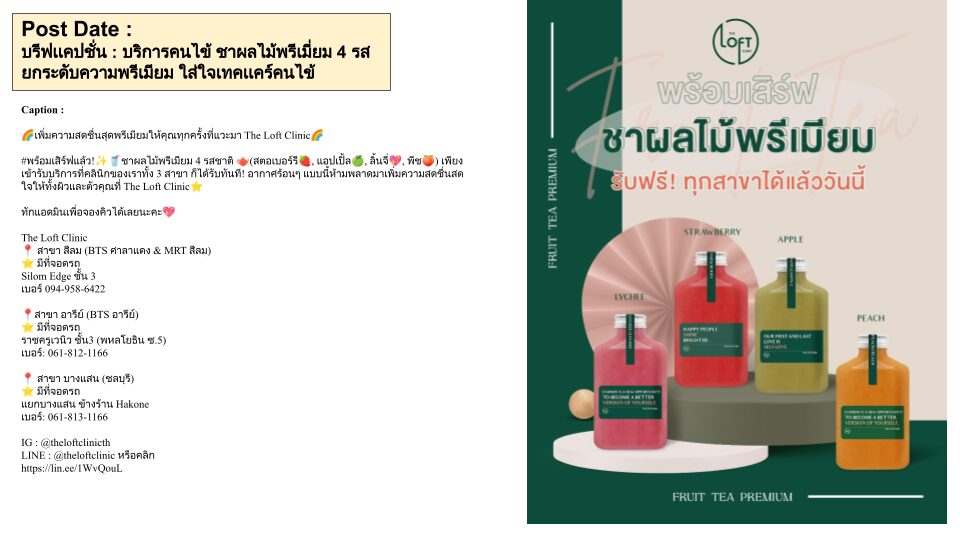 Post Date :
บรีฟแคปชั่น : บริการคนไข้ ชาผลไม้พรีเมี่ยม 4 รส
ยกระดับความพรีเมียม ใส่ใจเทคแคร์คนไข้
Caption :
🌈เพิ่มความสดชื่นสุดพรีเมียมให้คุณทุกครั้งที่แวะมา The Loft Clinic🌈
#พร้อมเสิร์ฟแล้ว!✨🥤ชาผลไม้พรีเมียม 4 รสชาติ 🫖(สตอเบอร์รี🍓, แอปเปิ้ล🍏, ลิ้นจี่💖, พีช🍑) เพียง
เข้ารับบริการที่คลินิกของเราทั้ง 3 สาขา ก็ได้รับทันที! อากาศร้อนๆ แบบนี้ห้ามพลาดมาเพิ่มความสดชื่นสด
ใจให้ทั้งผิวและตัวคุณที่ The Loft Clinic⭐
ทักแอดมินเพื่อจองคิวได้เลยนะคะ💖
The Loft Clinic
📍 สาขา สีลม (BTS ศาลาแดง & MRT สีลม)
⭐ มีที่จอดรถ
Silom Edge ชั้น 3
เบอร์ 094-958-6422
📍สาขา อารีย์ (BTS อารีย์)
⭐ มีที่จอดรถ
ราชครูเวนิว ชั้น3 (พหลโยธิน ซ.5)
เบอร์: 061-812-1166
📍 สาขา บางแสน (ชลบุรี)
⭐ มีที่จอดรถ
แยกบางแสน ข้างร้าน Hakone
เบอร์: 061-813-1166
IG : @theloftclinicth
LINE : @theloftclinic หรือคลิก
https://lin.ee/1WvQouL
THE
LOFT
CLINIC
Fruit Tea
พร้อมเสิร์ฟ
ชาผลไม้พรีเมียม
รับฟรี! ทุกสาขาได้แล้ววันนี้
FRUIT TEA PREMIUM
STRAWBERRY
APPLE
LYCHEE
PEACH
HAPPY PEOPLE
SHINE
BRIGHTER.
OUR FIRST AND LAST
LOVE IS
SELF-LOVE.
EVERYDAY IS A NEW OPPORTUNITY
TO BECOME A BETTER
VERSION OF YOURSELF.
EVERYDAY IS A NEW OPPORTUNITY
TO BECOME A BETTER
VERSION OF YOURSELF.
FRUIT TEA PREMIUM